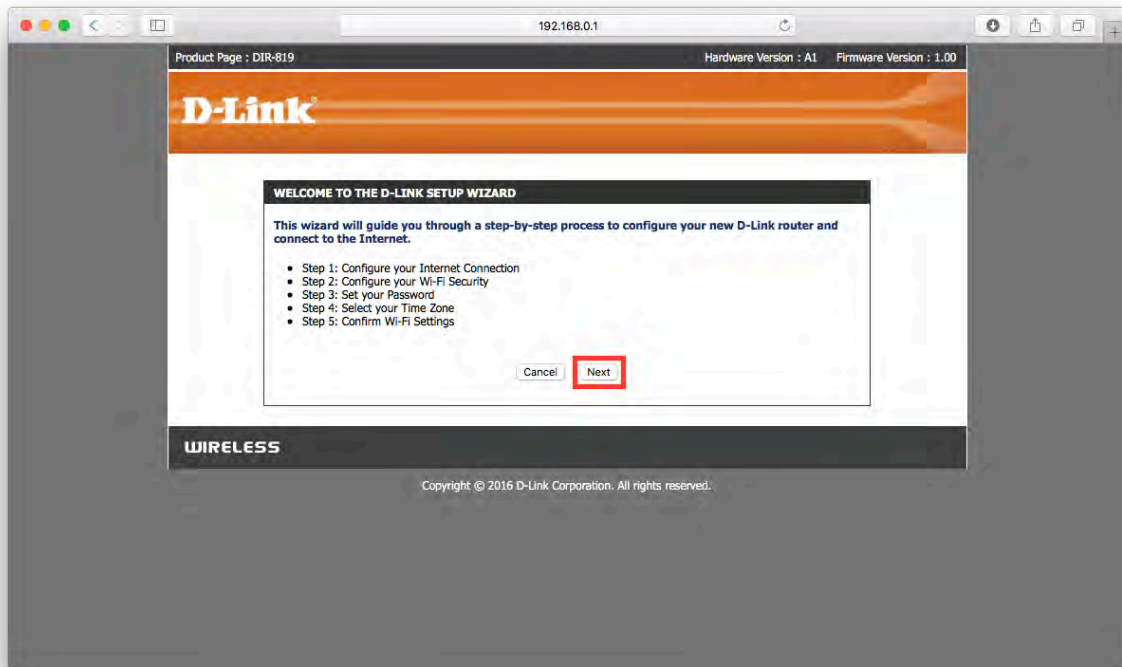 192.168.0.1
Product Page : DIR-819 Hardware Version : A1 Firmware Version : 1.00
D-Link
WELCOME TO THE D-LINK SETUP WIZARD
This wizard will guide you through a step-by-step process to configure your new D-Link router and
connect to the Internet.
Step 1: Configure your Internet Connection
Step 2: Configure your Wi-Fi Security
Step 3: Set your Password
Step 4: Select your Time Zone
Step 5: Confirm Wi-Fi Settings
Cancel Next
WIRELESS
Copyright © 2016 D-Link Corporation. All rights reserved.